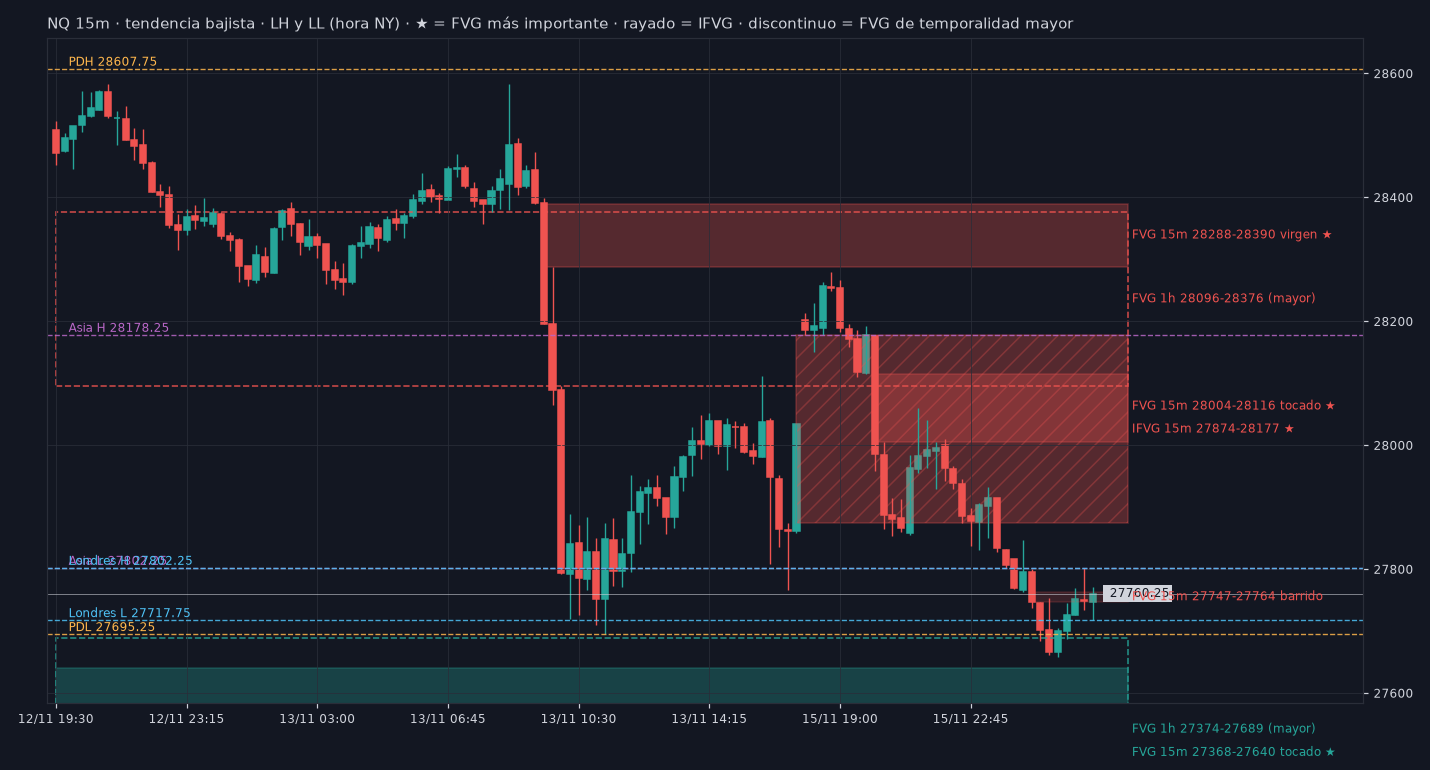 NQ 15m · tendencia bajista · LH y LL (hora NY) · ★ = FVG más importante · rayado = IFVG · discontinuo = FVG de temporalidad mayor
PDH 28607.75
28600
28400
FVG 15m 28288-28390 virgen ★
FVG 1h 28096-28376 (mayor)
Asia H 28178.25
28200
FVG 15m 28004-28116 tocado ★
IFVG 15m 27874-28177 ★
28000
Londres H 27802.25
27800
27760.25
FVG 15m 27747-27764 barrido
Londres L 27717.75
PDL 27695.25
27600
12/11 19:30 12/11 23:15 13/11 03:00 13/11 06:45 13/11 10:30 13/11 14:15 15/11 19:00 15/11 22:45
FVG 1h 27374-27689 (mayor)
FVG 15m 27368-27640 tocado ★